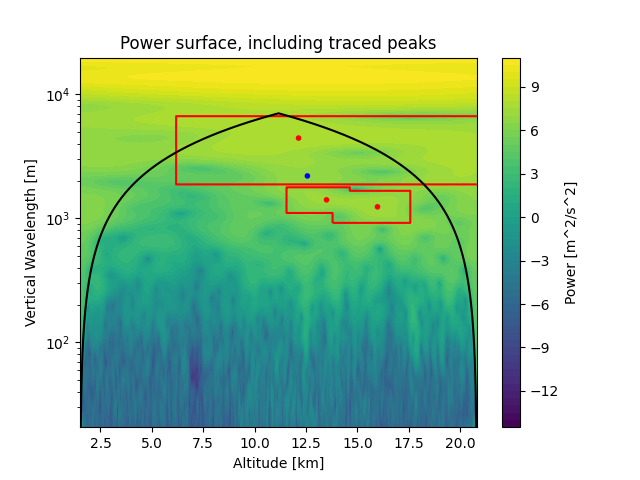 Power surface, including traced peaks
Vertical Wavelength [m]
10^4
10^3
10^2
2.5 5.0 7.5 10.0 12.5 15.0 17.5 20.0
Altitude [km]
9
6
3
0
−3
−6
−9
−12
Power [m^2/s^2]